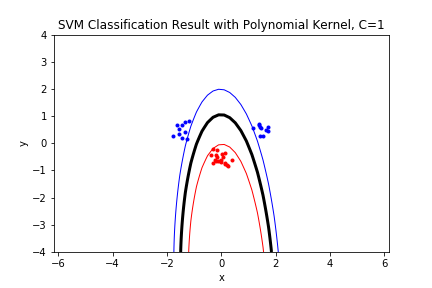 SVM Classification Result with Polynomial Kernel, C=1
4
3
2
1
0
−1
−2
−3
−4
y
−6 −4 −2 0 2 4 6
x